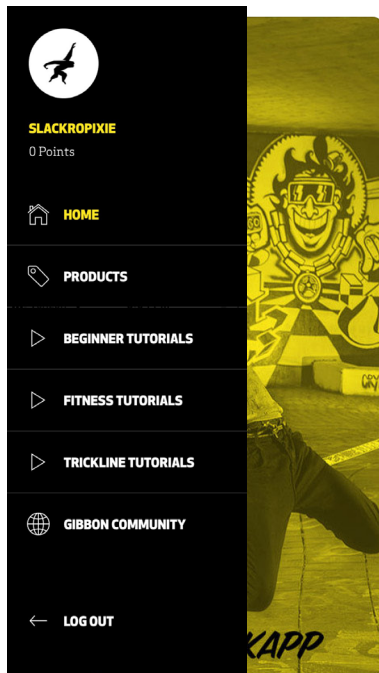 SLACKROPIXIE
0 Points
HOME
PRODUCTS
BEGINNER TUTORIALS
FITNESS TUTORIALS
TRICKLINE TUTORIALS
GIBBON COMMUNITY
LOG OUT
KAPP